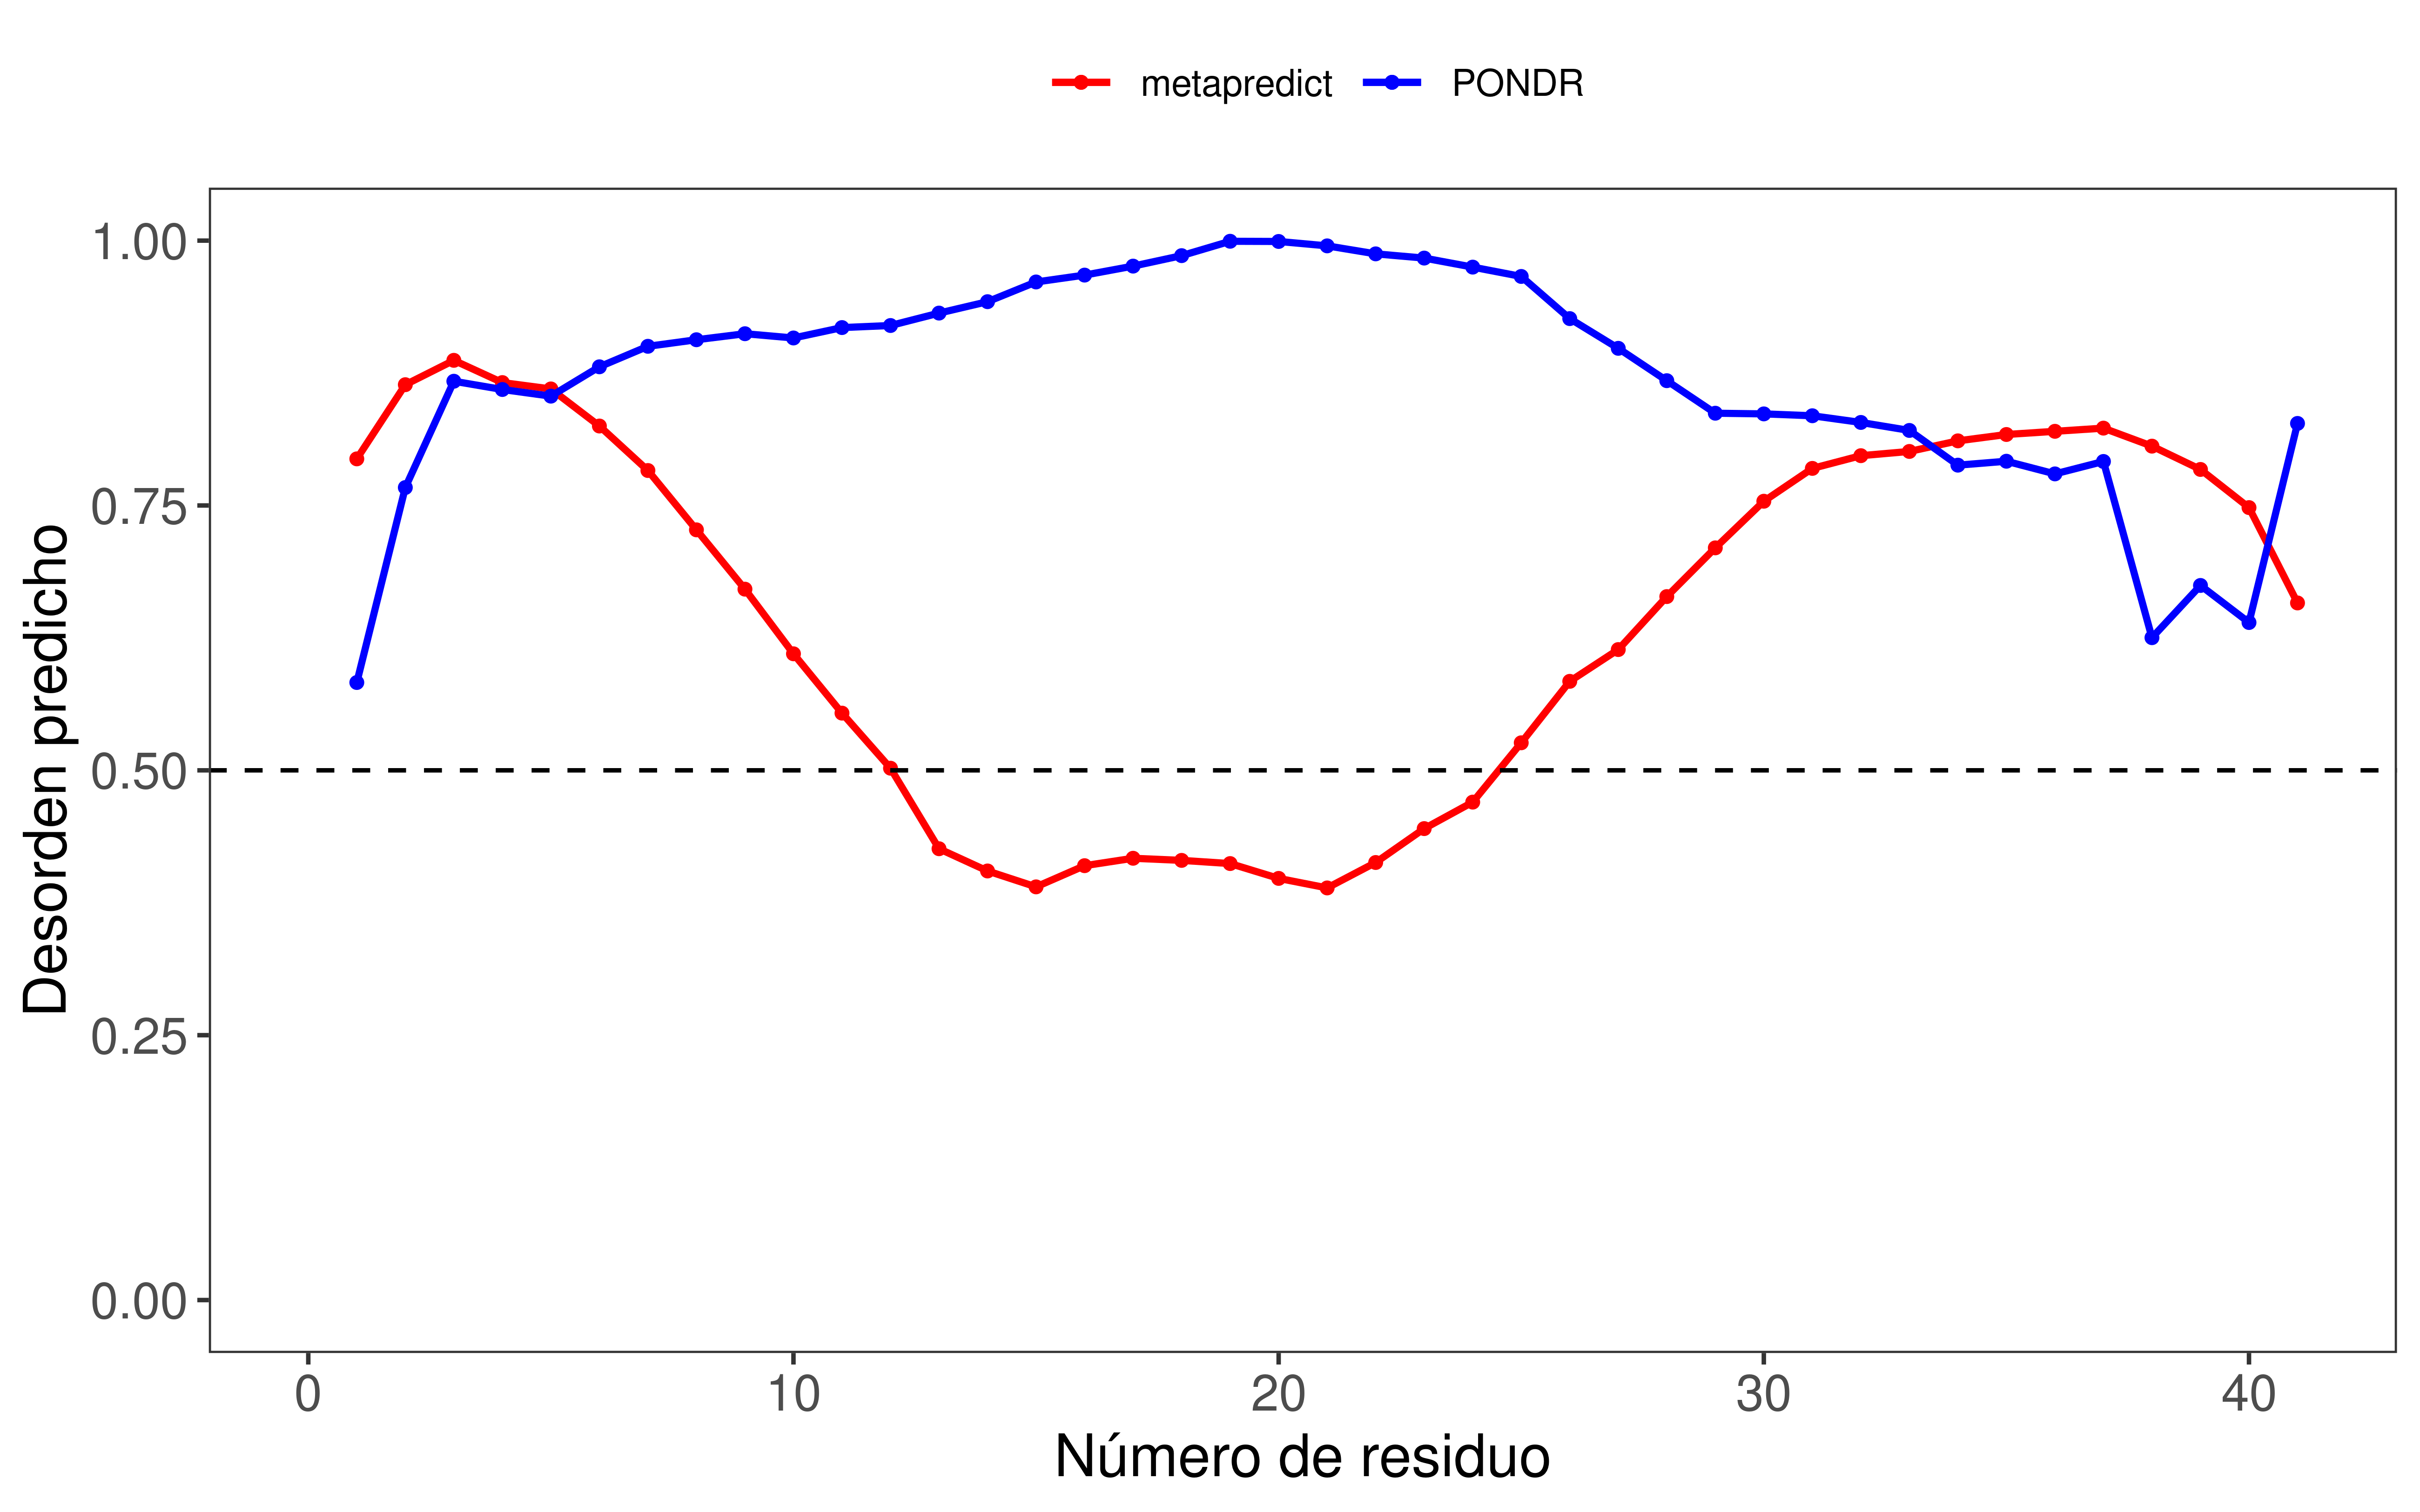 metapredict PONDR
1.00
0.75
0.50
0.25
0.00
Desorden predicho
0 10 20 30 40
Número de residuo